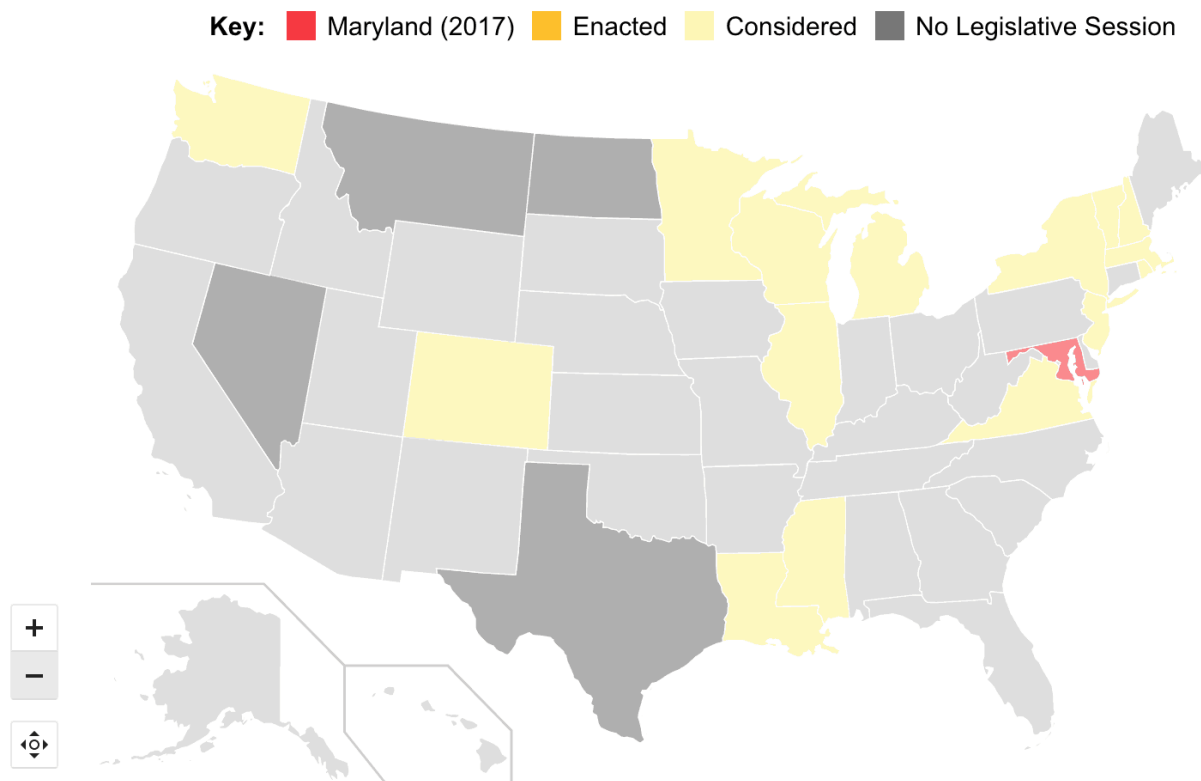 Key: Maryland (2017) Enacted Considered No Legislative Session
+
−